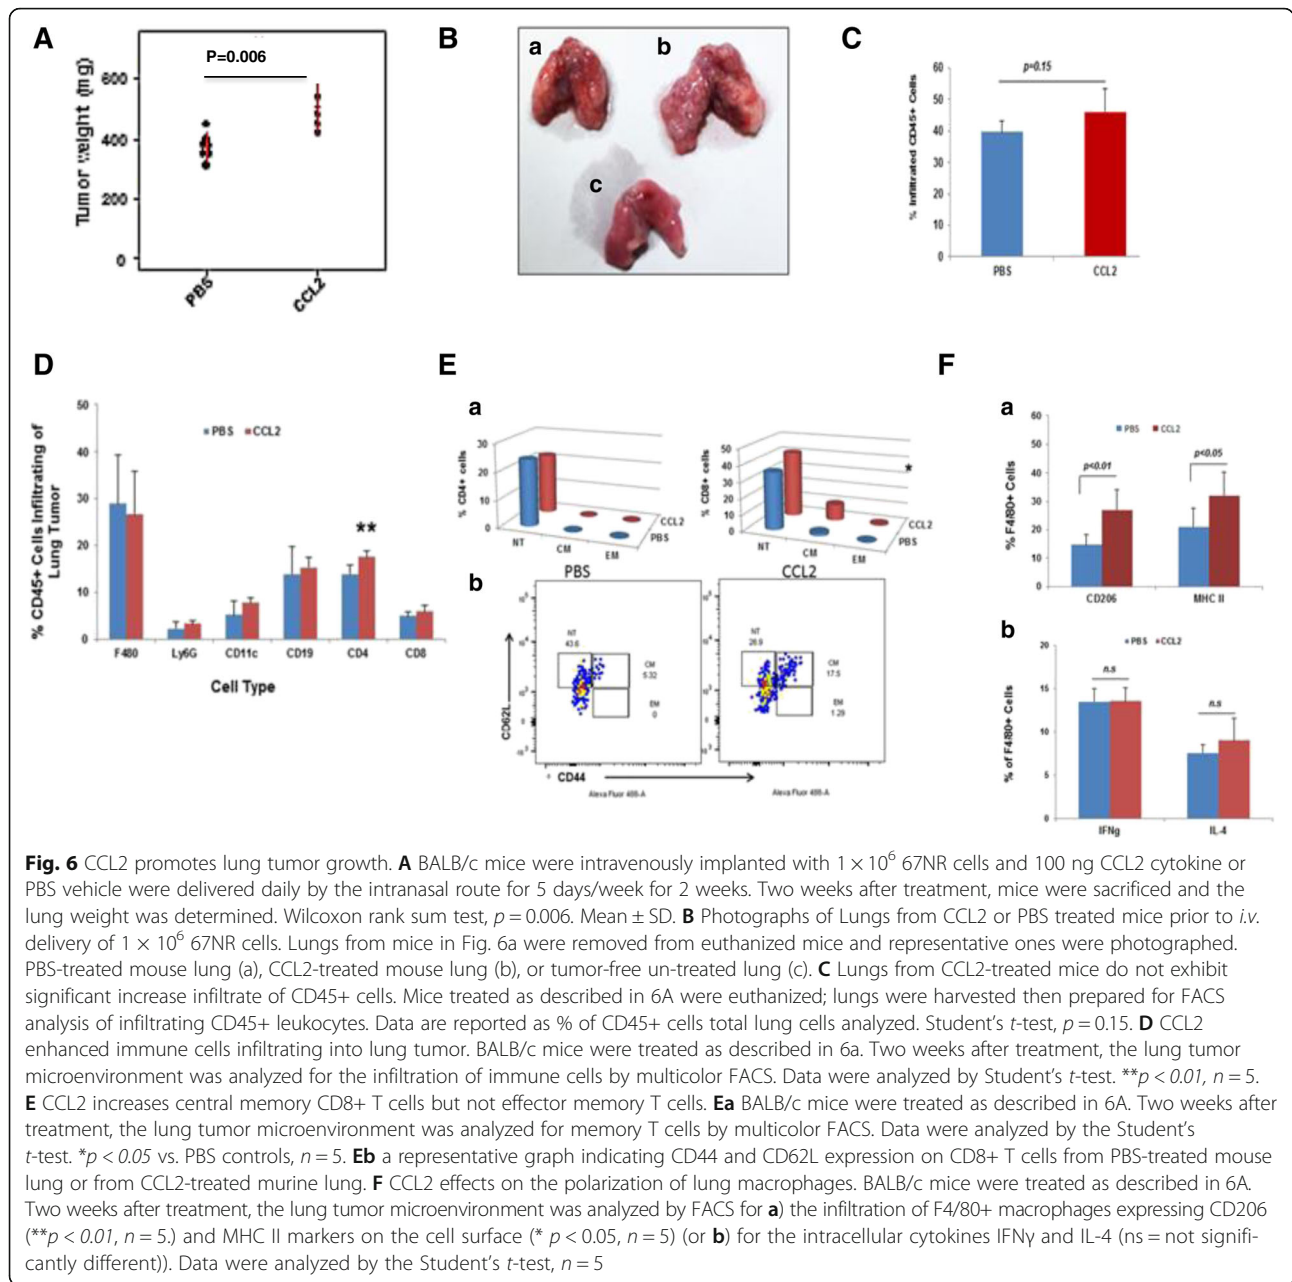 A
P=0.006
Tumor weight (mg)
600
400
200
0
PBS
CCL2
B
a
b
c
C
p=0.15
% Infiltrated CD45+ Cells
60
50
40
30
20
10
0
PBS
CCL2
D
% CD45+ Cells Infiltrating of
Lung Tumor
50
40
30
20
10
0
PBS CCL2
**
F480 Ly6G CD11c CD19 CD4 CD8
Cell Type
E
a
% CD4+ cells
30
20
10
0
NT CM EM
CCL2
PBS
% CD8+ cells
50
40
30
20
10
0
*
NT CM EM
CCL2
PBS
b
PBS
CCL2
NT
43.6
CM
5.32
EM
0
NT
CM
17.5
EM
1.29
CD62L
CD44
Alexa Fluor 488-A
Alexa Fluor 488-A
F
a
% F4/80+ Cells
60
50
40
30
20
10
0
PBS CCL2
p<0.01
p<0.05
CD206 MHC II
b
% of F4/80+ Cells
20
15
10
5
0
PBS CCL2
n.s
n.s
IFNg IL-4
Fig. 6 CCL2 promotes lung tumor growth. A BALB/c mice were intravenously implanted with 1 × 10⁶ 67NR cells and 100 ng CCL2 cytokine or
PBS vehicle were delivered daily by the intranasal route for 5 days/week for 2 weeks. Two weeks after treatment, mice were sacrificed and the
lung weight was determined. Wilcoxon rank sum test, p = 0.006. Mean ± SD. B Photographs of Lungs from CCL2 or PBS treated mice prior to i.v.
delivery of 1 × 10⁶ 67NR cells. Lungs from mice in Fig. 6a were removed from euthanized mice and representative ones were photographed.
PBS-treated mouse lung (a), CCL2-treated mouse lung (b), or tumor-free un-treated lung (c). C Lungs from CCL2-treated mice do not exhibit
significant increase infiltrate of CD45+ cells. Mice treated as described in 6A were euthanized; lungs were harvested then prepared for FACS
analysis of infiltrating CD45+ leukocytes. Data are reported as % of CD45+ cells total lung cells analyzed. Student's t-test, p = 0.15. D CCL2
enhanced immune cells infiltrating into lung tumor. BALB/c mice were treated as described in 6a. Two weeks after treatment, the lung tumor
microenvironment was analyzed for the infiltration of immune cells by multicolor FACS. Data were analyzed by Student's t-test. **p < 0.01, n = 5.
E CCL2 increases central memory CD8+ T cells but not effector memory T cells. Ea BALB/c mice were treated as described in 6A. Two weeks after
treatment, the lung tumor microenvironment was analyzed for memory T cells by multicolor FACS. Data were analyzed by the Student's
t-test. *p < 0.05 vs. PBS controls, n = 5. Eb a representative graph indicating CD44 and CD62L expression on CD8+ T cells from PBS-treated mouse
lung or from CCL2-treated murine lung. F CCL2 effects on the polarization of lung macrophages. BALB/c mice were treated as described in 6A.
Two weeks after treatment, the lung tumor microenvironment was analyzed by FACS for a) the infiltration of F4/80+ macrophages expressing CD206
(**p < 0.01, n = 5.) and MHC II markers on the cell surface (* p < 0.05, n = 5) (or b) for the intracellular cytokines IFNγ and IL-4 (ns = not signifi-
cantly different)). Data were analyzed by the Student's t-test, n = 5